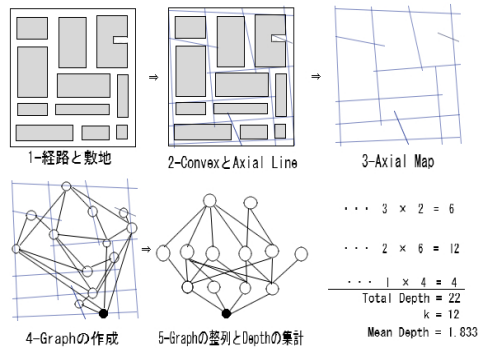 ⇒
⇒
1-経路と敷地
2-ConvexとAxial Line
3-Axial Map
⇒
・・・ 3 × 2 = 6
・・・ 2 × 6 = 12
・・・ 1 × 4 = 4
Total Depth = 22
k = 12
Mean Depth = 1.833
4-Graphの作成
5-Graphの整列とDepthの集計